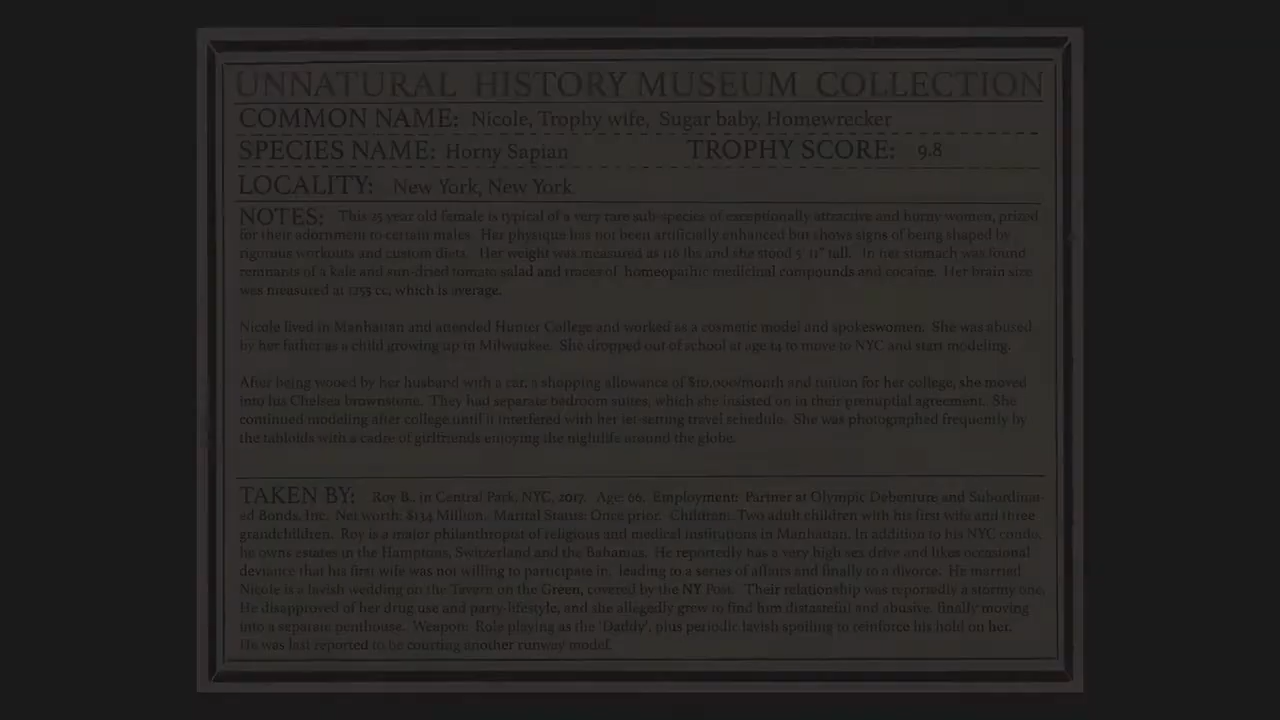 UNNATURAL HISTORY MUSEUM COLLECTION
COMMON NAME: Nicole, Trophy wife, Sugar baby, Homewrecker
SPECIES NAME: Horny Sapian TROPHY SCORE: 9.8
LOCALITY: New York, New York
NOTES: This 25 year old female is typical of a very rare sub-species of exceptionally attractive and horny women, prized
for their adornment to certain males. Her physique has not been artificially enhanced but shows signs of being shaped by
rigorous workouts and custom diets. Her weight was measured as 116 lbs and she stood 5' 11" tall. In her stomach was found
remnants of a kale and sun-dried tomato salad and traces of homeopathic medicinal compounds and cocaine. Her brain size
was measured at 1255 cc, which is average.
Nicole lived in Manhattan and attended Hunter College and worked as a cosmetic model and spokeswomen. She was abused
by her father as a child growing up in Milwaukee. She dropped out of school at age 14 to move to NYC and start modeling.
After being wooed by her husband with a car, a shopping allowance of $10,000/month and tuition for her college, she moved
into his Chelsea brownstone. They had separate bedroom suites, which she insisted on in their prenuptial agreement. She
continued modeling after college until it interfered with her jet-setting travel schedule. She was photographed frequently by
the tabloids with a cadre of girlfriends enjoying the nightlife around the globe.
TAKEN BY: Roy B., in Central Park, NYC, 2017. Age: 66. Employment: Partner at Olympic Debenture and Subordinat-
ed Bonds, Inc. Net worth: $134 Million. Marital Status: Once prior. Children: Two adult children with his first wife and three
grandchildren. Roy is a major philanthropist of religious and medical institutions in Manhattan. In addition to his NYC condo,
he owns estates in the Hamptons, Switzerland and the Bahamas. He reportedly has a very high sex drive and likes occasional
deviance that his first wife was not willing to participate in, leading to a series of affairs and finally to a divorce. He married
Nicole is a lavish wedding on the Tavern on the Green, covered by the NY Post. Their relationship was reportedly a stormy one.
He disapproved of her drug use and party-lifestyle, and she allegedly grew to find him distasteful and abusive, finally moving
into a separate penthouse. Weapon: Role playing as the 'Daddy', plus periodic lavish spoiling to reinforce his hold on her.
He was last reported to be courting another runway model.